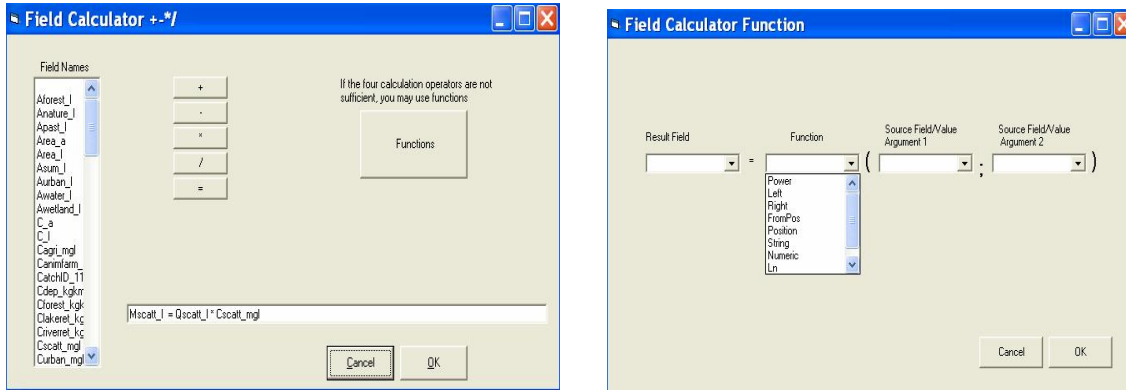 Field Calculator +-*/
Field Names
Aforest_l
Anature_l
Apast_l
Area_a
Area_l
Asum_l
Aurban_l
Awater_l
Awetland_l
C_a
C_l
Cagri_mgl
Canimfarm_
CatchID_11
Cdep_kgkm
Cforest_kgk
Clakeret_kg
Criverret_kg
Cscatt_mgl
Curban_mgl
+
-
*
/
=
If the four calculation operators are not
sufficient, you may use functions
Functions
Mscatt_l = Qscatt_l * Cscatt_mgl
Cancel
OK
Field Calculator Function
Result Field
=
Function
(
Source Field/Value
Argument 1
;
Source Field/Value
Argument 2
)
Power
Left
Right
FromPos
Position
String
Numeric
Ln
Cancel
OK